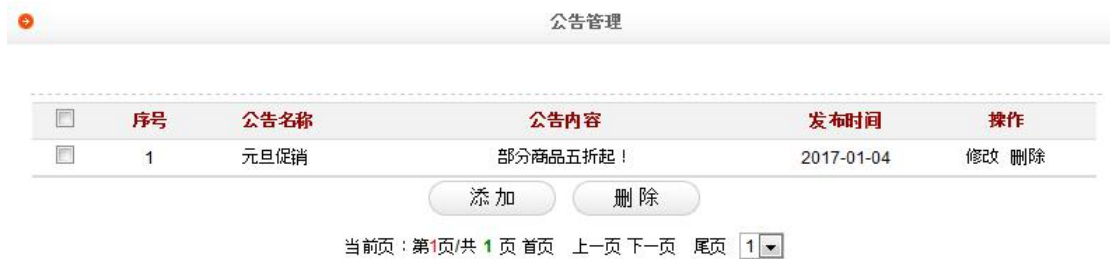 公告管理
序号 公告名称 公告内容 发布时间 操作
1 元旦促销 部分商品五折起！ 2017-01-04 修改 删除
添加 删除
当前页：第1页/共 1 页 首页 上一页 下一页 尾页 1